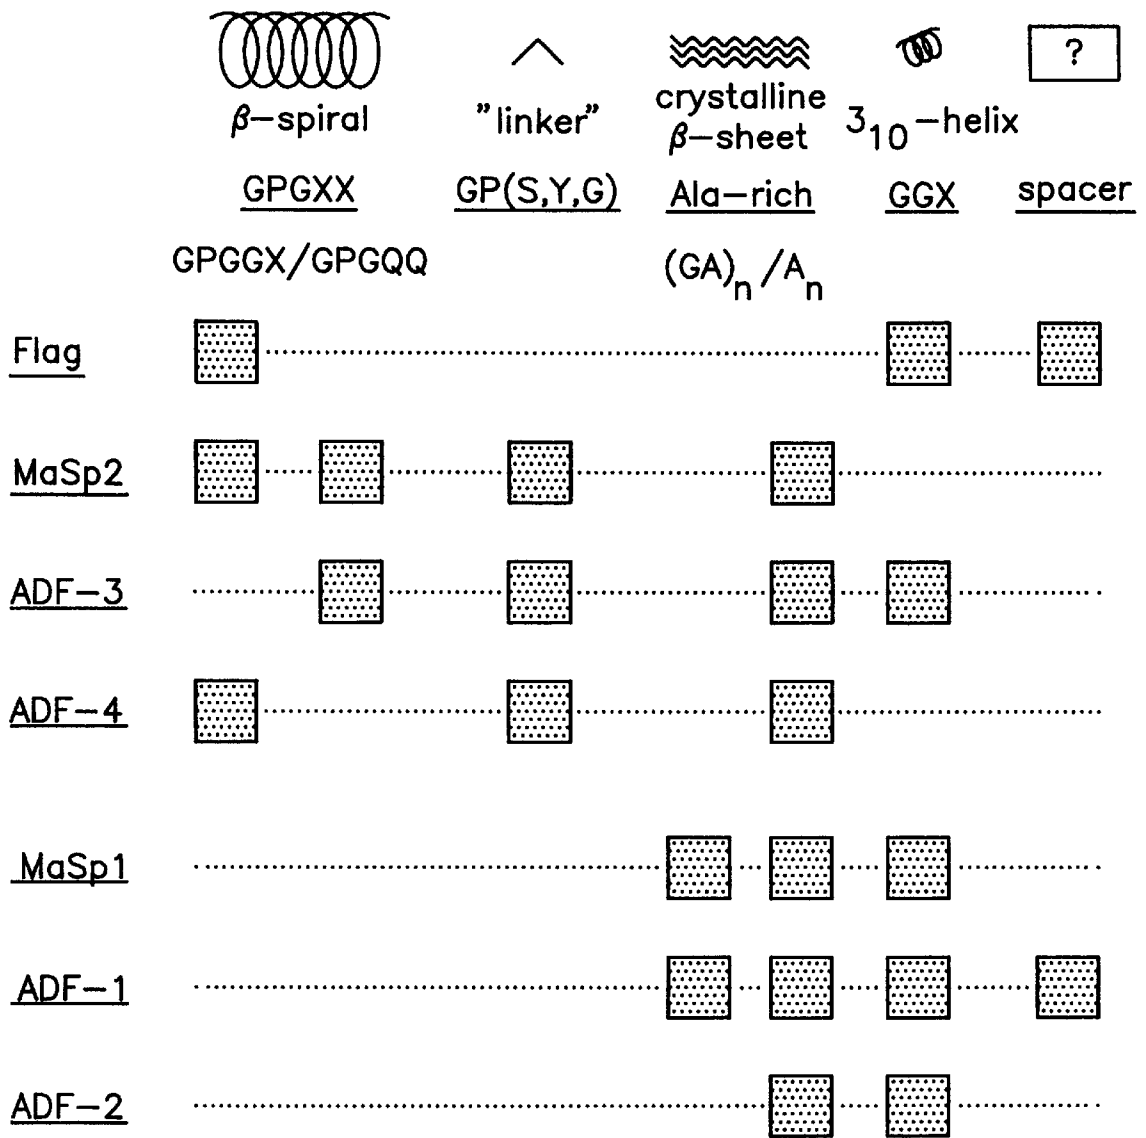 ?
β-spiral "linker" crystalline β-sheet 3₁₀-helix
GPGXX GP(S,Y,G) Ala-rich GGX spacer
GPGGX/GPGQQ (GA)ₙ/Aₙ
Flag
MaSp2
ADF-3
ADF-4
MaSp1
ADF-1
ADF-2